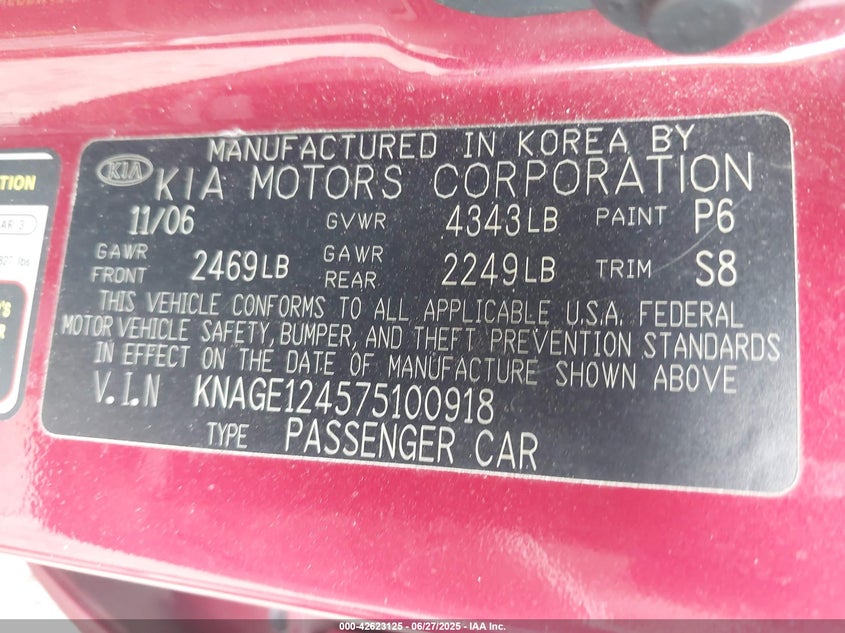 MANUFACTURED IN KOREA BY
KIA KIA MOTORS CORPORATION
11/06 GVWR 4343LB PAINT P6
GAWR FRONT 2469LB GAWR REAR 2249LB TRIM S8
THIS VEHICLE CONFORMS TO ALL APPLICABLE U.S.A. FEDERAL
MOTOR VEHICLE SAFETY, BUMPER, AND THEFT PREVENTION STANDARDS
IN EFFECT ON THE DATE OF MANUFACTURE SHOWN ABOVE
V.I.N KNAGE124575100918
TYPE PASSENGER CAR
000-42623125 | 06/27/2025 - IAA Inc.